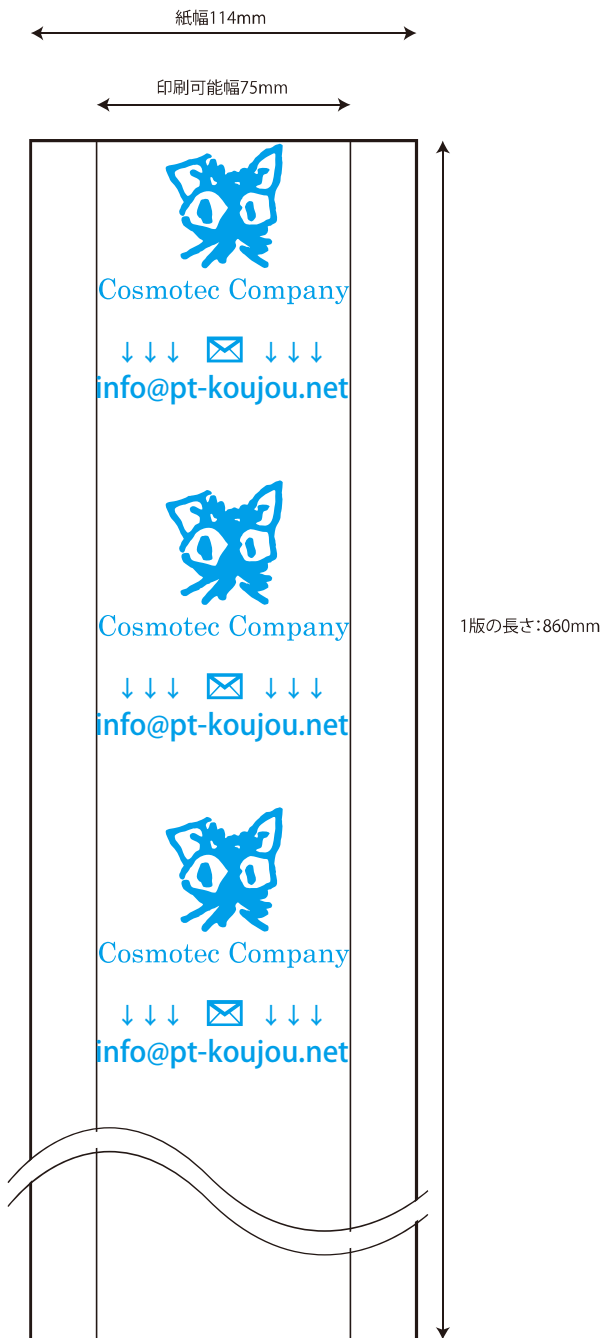 紙幅114mm
印刷可能幅75mm
Cosmotec Company
↓↓↓ ✉ ↓↓↓
info@pt-koujou.net
Cosmotec Company
↓↓↓ ✉ ↓↓↓
info@pt-koujou.net
1版の長さ:860mm
Cosmotec Company
↓↓↓ ✉ ↓↓↓
info@pt-koujou.net